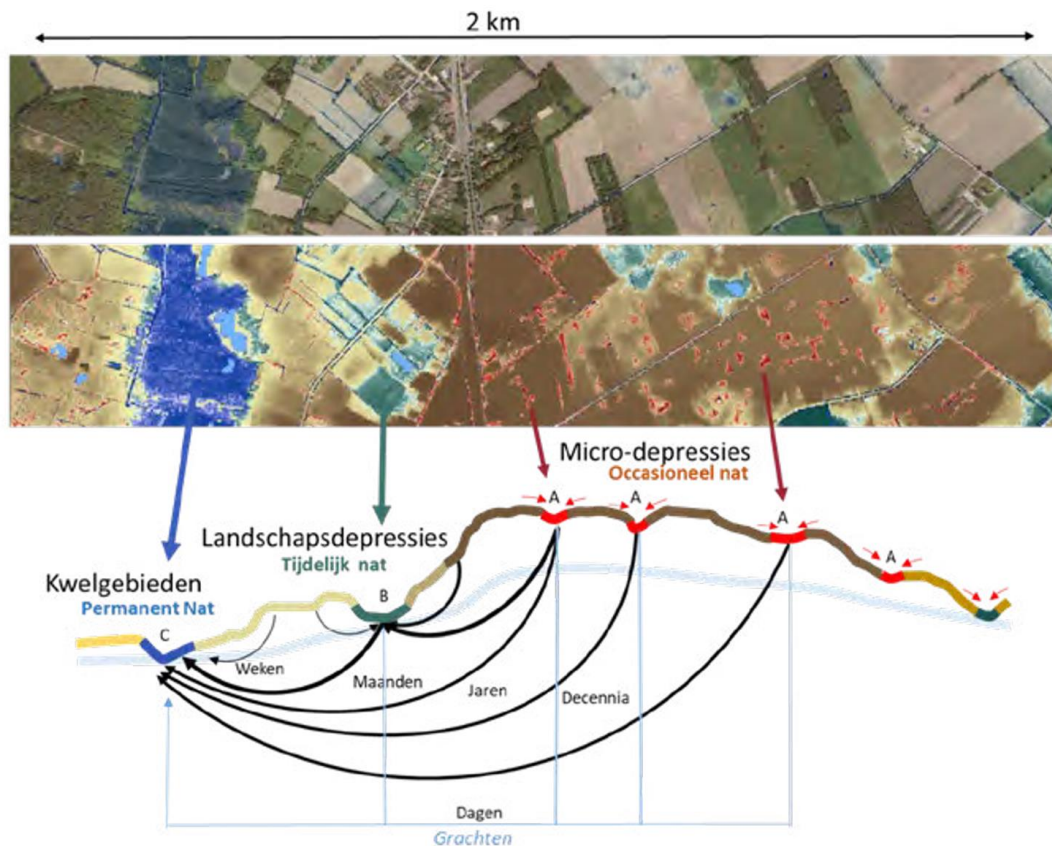 2 km
Micro-depressies
Occasioneel nat
A
A
A
A
Landschapsdepressies
Tijdelijk nat
B
Kwelgebieden
Permanent Nat
C
Weken
Maanden
Jaren
Decennia
Dagen
Grachten